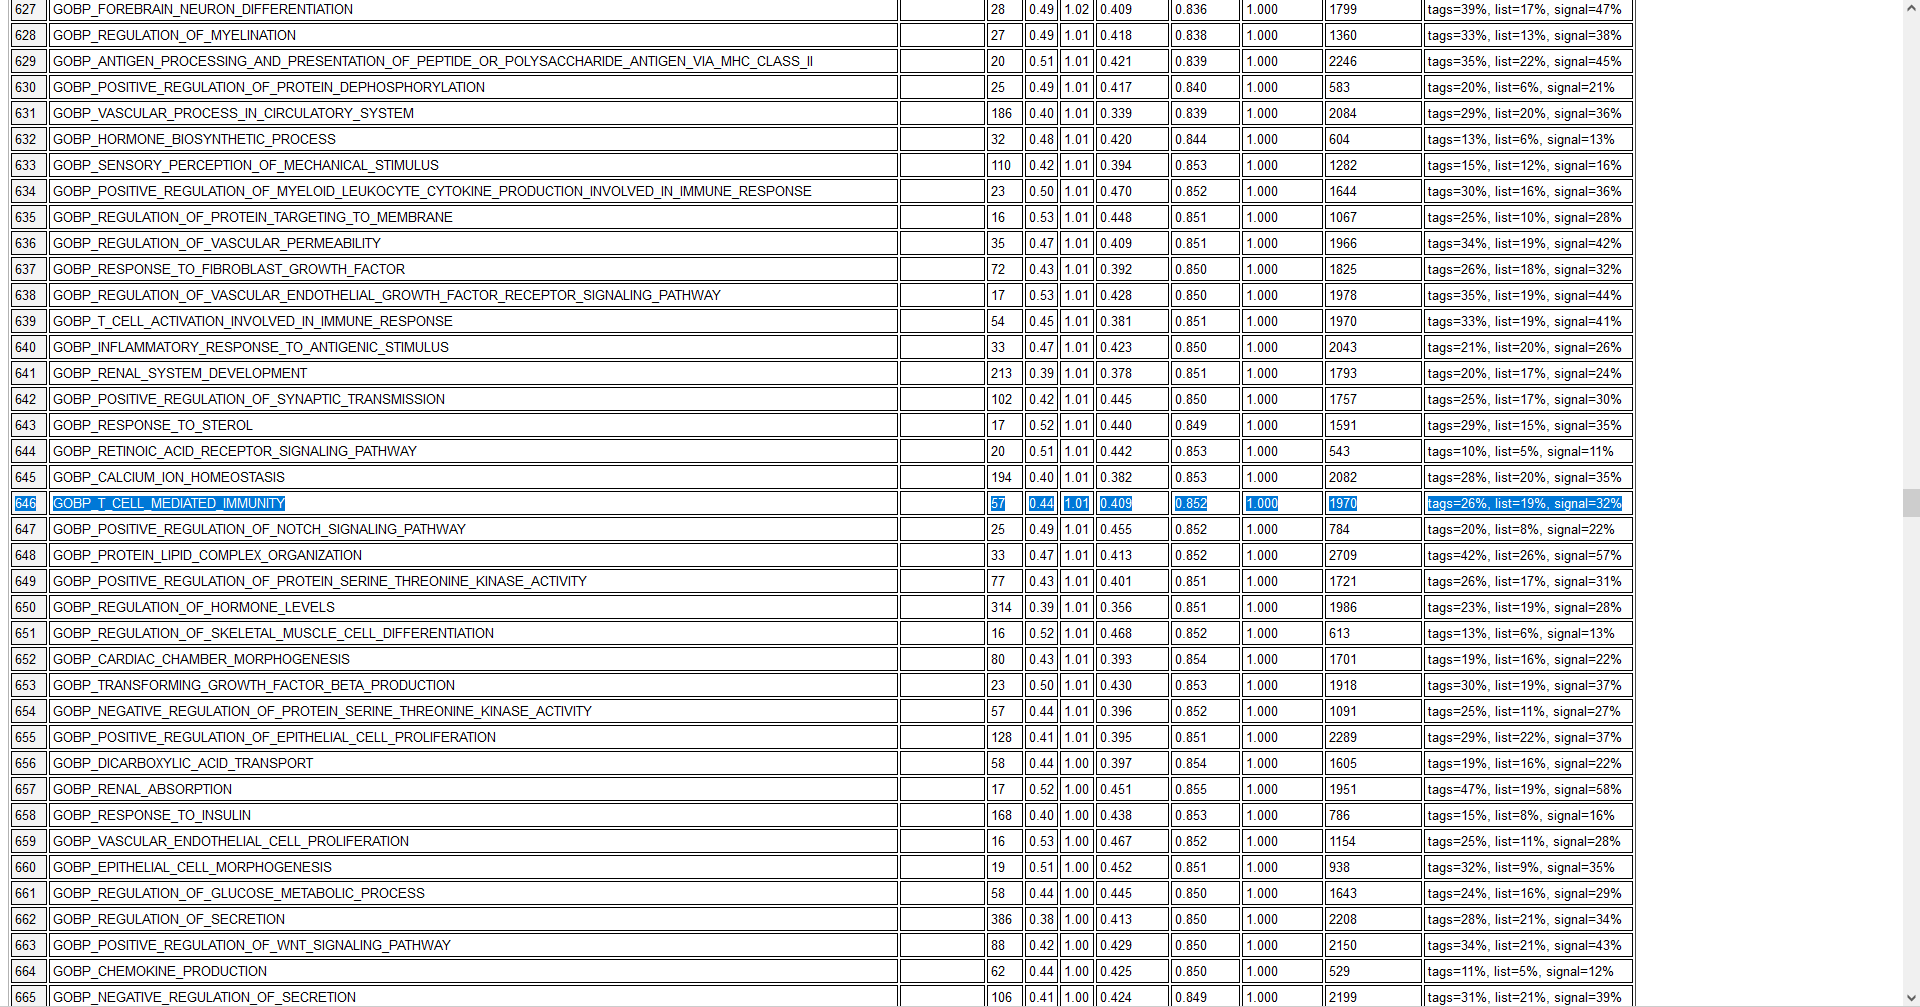 627 GOBP_FOREBRAIN_NEURON_DIFFERENTIATION 28 0.49 1.02 0.409 0.836 1.000 1799 tags=39%, list=17%, signal=47%
628 GOBP_REGULATION_OF_MYELINATION 27 0.49 1.01 0.418 0.838 1.000 1360 tags=33%, list=13%, signal=38%
629 GOBP_ANTIGEN_PROCESSING_AND_PRESENTATION_OF_PEPTIDE_OR_POLYSACCHARIDE_ANTIGEN_VIA_MHC_CLASS_II 20 0.51 1.01 0.421 0.839 1.000 2246 tags=35%, list=22%, signal=45%
630 GOBP_POSITIVE_REGULATION_OF_PROTEIN_DEPHOSPHORYLATION 25 0.49 1.01 0.417 0.840 1.000 583 tags=20%, list=6%, signal=21%
631 GOBP_VASCULAR_PROCESS_IN_CIRCULATORY_SYSTEM 186 0.40 1.01 0.339 0.839 1.000 2084 tags=29%, list=20%, signal=36%
632 GOBP_HORMONE_BIOSYNTHETIC_PROCESS 32 0.48 1.01 0.420 0.844 1.000 604 tags=13%, list=6%, signal=13%
633 GOBP_SENSORY_PERCEPTION_OF_MECHANICAL_STIMULUS 110 0.42 1.01 0.394 0.853 1.000 1282 tags=15%, list=12%, signal=16%
634 GOBP_POSITIVE_REGULATION_OF_MYELOID_LEUKOCYTE_CYTOKINE_PRODUCTION_INVOLVED_IN_IMMUNE_RESPONSE 23 0.50 1.01 0.470 0.852 1.000 1644 tags=30%, list=16%, signal=36%
635 GOBP_REGULATION_OF_PROTEIN_TARGETING_TO_MEMBRANE 16 0.53 1.01 0.448 0.851 1.000 1067 tags=25%, list=10%, signal=28%
636 GOBP_REGULATION_OF_VASCULAR_PERMEABILITY 35 0.47 1.01 0.409 0.851 1.000 1966 tags=34%, list=19%, signal=42%
637 GOBP_RESPONSE_TO_FIBROBLAST_GROWTH_FACTOR 72 0.43 1.01 0.392 0.850 1.000 1825 tags=26%, list=18%, signal=32%
638 GOBP_REGULATION_OF_VASCULAR_ENDOTHELIAL_GROWTH_FACTOR_RECEPTOR_SIGNALING_PATHWAY 17 0.53 1.01 0.428 0.850 1.000 1978 tags=35%, list=19%, signal=44%
639 GOBP_T_CELL_ACTIVATION_INVOLVED_IN_IMMUNE_RESPONSE 54 0.45 1.01 0.381 0.851 1.000 1970 tags=33%, list=19%, signal=41%
640 GOBP_INFLAMMATORY_RESPONSE_TO_ANTIGENIC_STIMULUS 33 0.47 1.01 0.423 0.850 1.000 2043 tags=21%, list=20%, signal=26%
641 GOBP_RENAL_SYSTEM_DEVELOPMENT 213 0.39 1.01 0.378 0.851 1.000 1793 tags=20%, list=17%, signal=24%
642 GOBP_POSITIVE_REGULATION_OF_SYNAPTIC_TRANSMISSION 102 0.42 1.01 0.445 0.850 1.000 1757 tags=25%, list=17%, signal=30%
643 GOBP_RESPONSE_TO_STEROL 17 0.52 1.01 0.440 0.849 1.000 1591 tags=29%, list=15%, signal=35%
644 GOBP_RETINOIC_ACID_RECEPTOR_SIGNALING_PATHWAY 20 0.51 1.01 0.442 0.853 1.000 543 tags=10%, list=5%, signal=11%
645 GOBP_CALCIUM_ION_HOMEOSTASIS 194 0.40 1.01 0.382 0.853 1.000 2082 tags=28%, list=20%, signal=35%
646 GOBP_T_CELL_MEDIATED_IMMUNITY 57 0.44 1.01 0.409 0.852 1.000 1970 tags=26%, list=19%, signal=32%
647 GOBP_POSITIVE_REGULATION_OF_NOTCH_SIGNALING_PATHWAY 25 0.49 1.01 0.455 0.852 1.000 784 tags=20%, list=8%, signal=22%
648 GOBP_PROTEIN_LIPID_COMPLEX_ORGANIZATION 33 0.47 1.01 0.413 0.852 1.000 2709 tags=42%, list=26%, signal=57%
649 GOBP_POSITIVE_REGULATION_OF_PROTEIN_SERINE_THREONINE_KINASE_ACTIVITY 77 0.43 1.01 0.401 0.851 1.000 1721 tags=26%, list=17%, signal=31%
650 GOBP_REGULATION_OF_HORMONE_LEVELS 314 0.39 1.01 0.356 0.851 1.000 1986 tags=23%, list=19%, signal=28%
651 GOBP_REGULATION_OF_SKELETAL_MUSCLE_CELL_DIFFERENTIATION 16 0.52 1.01 0.468 0.852 1.000 613 tags=13%, list=6%, signal=13%
652 GOBP_CARDIAC_CHAMBER_MORPHOGENESIS 80 0.43 1.01 0.393 0.854 1.000 1701 tags=19%, list=16%, signal=22%
653 GOBP_TRANSFORMING_GROWTH_FACTOR_BETA_PRODUCTION 23 0.50 1.01 0.430 0.853 1.000 1918 tags=30%, list=19%, signal=37%
654 GOBP_NEGATIVE_REGULATION_OF_PROTEIN_SERINE_THREONINE_KINASE_ACTIVITY 57 0.44 1.01 0.396 0.852 1.000 1091 tags=25%, list=11%, signal=27%
655 GOBP_POSITIVE_REGULATION_OF_EPITHELIAL_CELL_PROLIFERATION 128 0.41 1.01 0.395 0.851 1.000 2289 tags=29%, list=22%, signal=37%
656 GOBP_DICARBOXYLIC_ACID_TRANSPORT 58 0.44 1.00 0.397 0.854 1.000 1605 tags=19%, list=16%, signal=22%
657 GOBP_RENAL_ABSORPTION 17 0.52 1.00 0.451 0.855 1.000 1951 tags=47%, list=19%, signal=58%
658 GOBP_RESPONSE_TO_INSULIN 168 0.40 1.00 0.438 0.853 1.000 786 tags=15%, list=8%, signal=16%
659 GOBP_VASCULAR_ENDOTHELIAL_CELL_PROLIFERATION 16 0.53 1.00 0.467 0.852 1.000 1154 tags=25%, list=11%, signal=28%
660 GOBP_EPITHELIAL_CELL_MORPHOGENESIS 19 0.51 1.00 0.452 0.851 1.000 938 tags=32%, list=9%, signal=35%
661 GOBP_REGULATION_OF_GLUCOSE_METABOLIC_PROCESS 58 0.44 1.00 0.445 0.850 1.000 1643 tags=24%, list=16%, signal=29%
662 GOBP_REGULATION_OF_SECRETION 386 0.38 1.00 0.413 0.850 1.000 2208 tags=28%, list=21%, signal=34%
663 GOBP_POSITIVE_REGULATION_OF_WNT_SIGNALING_PATHWAY 88 0.42 1.00 0.429 0.850 1.000 2150 tags=34%, list=21%, signal=43%
664 GOBP_CHEMOKINE_PRODUCTION 62 0.44 1.00 0.425 0.850 1.000 529 tags=11%, list=5%, signal=12%
665 GOBP_NEGATIVE_REGULATION_OF_SECRETION 106 0.41 1.00 0.424 0.849 1.000 2199 tags=31%, list=21%, signal=39%